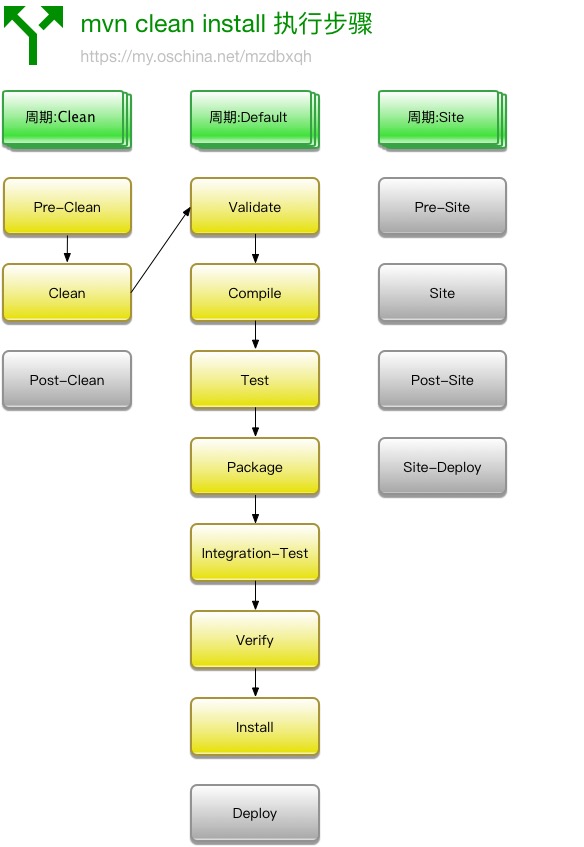 mvn clean install 执行步骤
https://my.oschina.net/mzdbxqh
周期:Clean
周期:Default
周期:Site
Pre-Clean
Validate
Pre-Site
Clean
Compile
Site
Post-Clean
Test
Post-Site
Package
Site-Deploy
Integration-Test
Verify
Install
Deploy